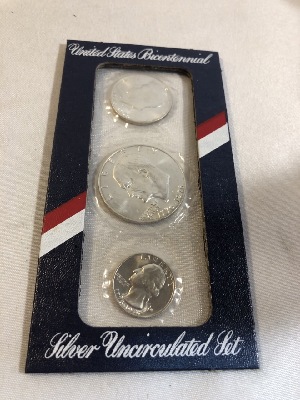 United States Bicentennial
Silver Uncirculated Set